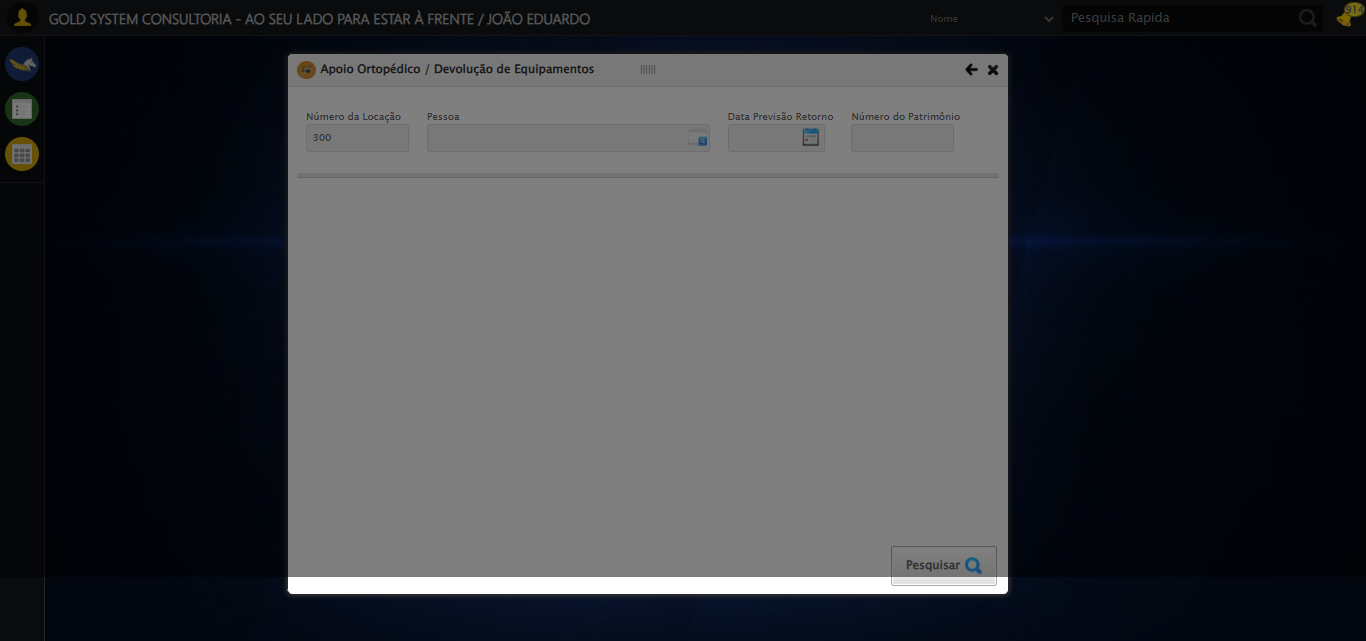 GOLD SYSTEM CONSULTORIA - AO SEU LADO PARA ESTAR À FRENTE / JOÃO EDUARDO
Nome
Pesquisa Rapida
914
Apoio Ortopédico / Devolução de Equipamentos
Número da Locação
Pessoa
Data Previsão Retorno
Número do Patrimônio
300
Pesquisar